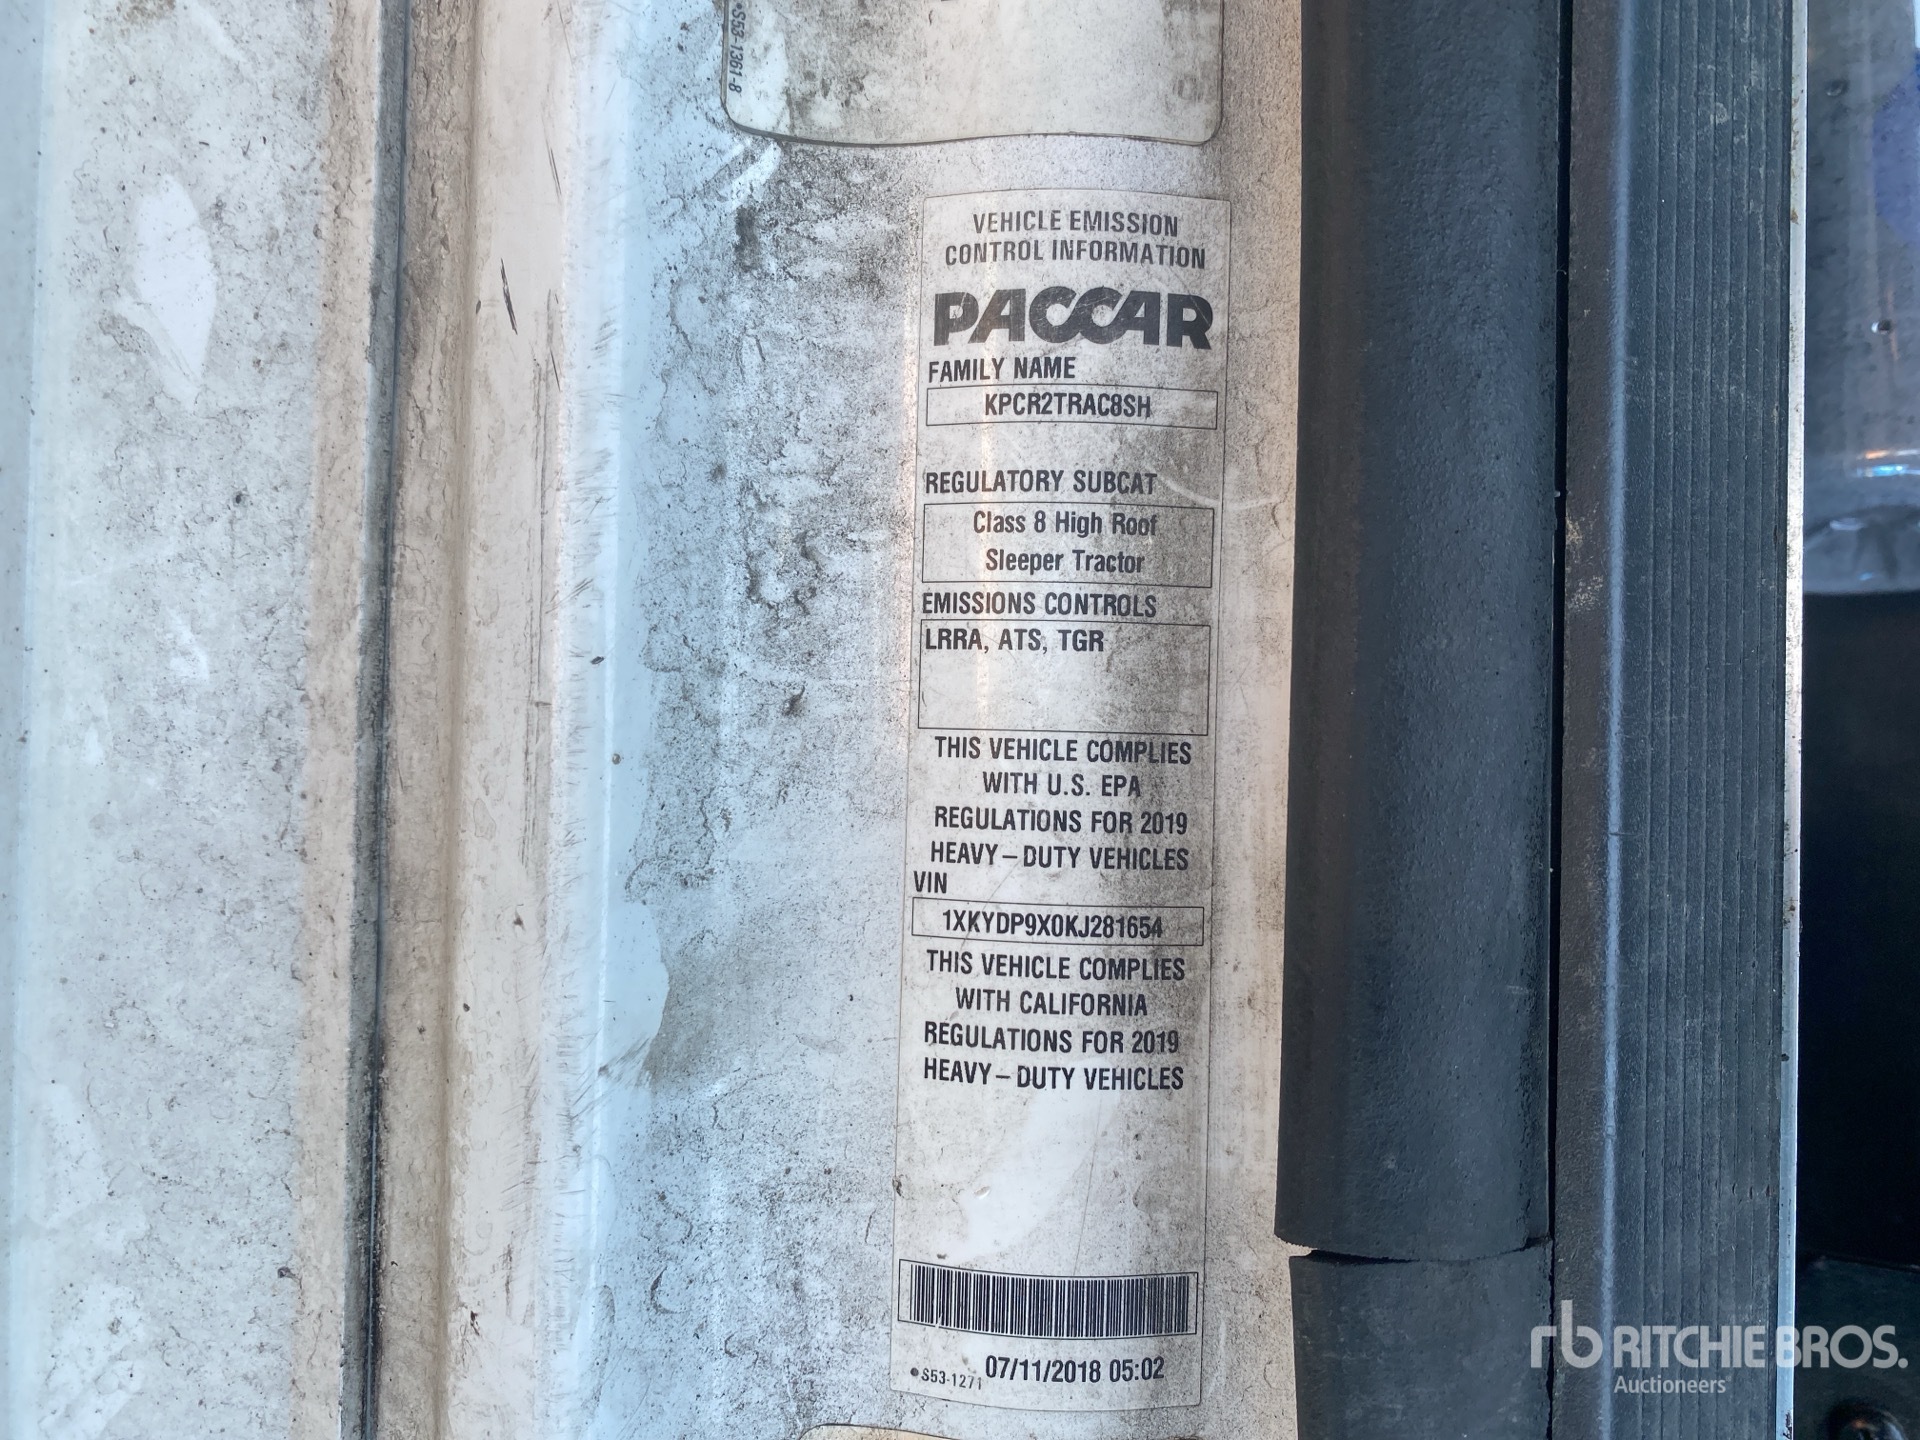 S53-1361-8
VEHICLE EMISSION
CONTROL INFORMATION
PACCAR
FAMILY NAME
KPCR2TRAC8SH
REGULATORY SUBCAT
Class 8 High Roof
Sleeper Tractor
EMISSIONS CONTROLS
LRRA, ATS, TGR
THIS VEHICLE COMPLIES
WITH U.S. EPA
REGULATIONS FOR 2019
HEAVY – DUTY VEHICLES
VIN
1XKYDP9X0KJ281654
THIS VEHICLE COMPLIES
WITH CALIFORNIA
REGULATIONS FOR 2019
HEAVY – DUTY VEHICLES
S53-1271 07/11/2018 05:02
rb RITCHIE BROS.
Auctioneers